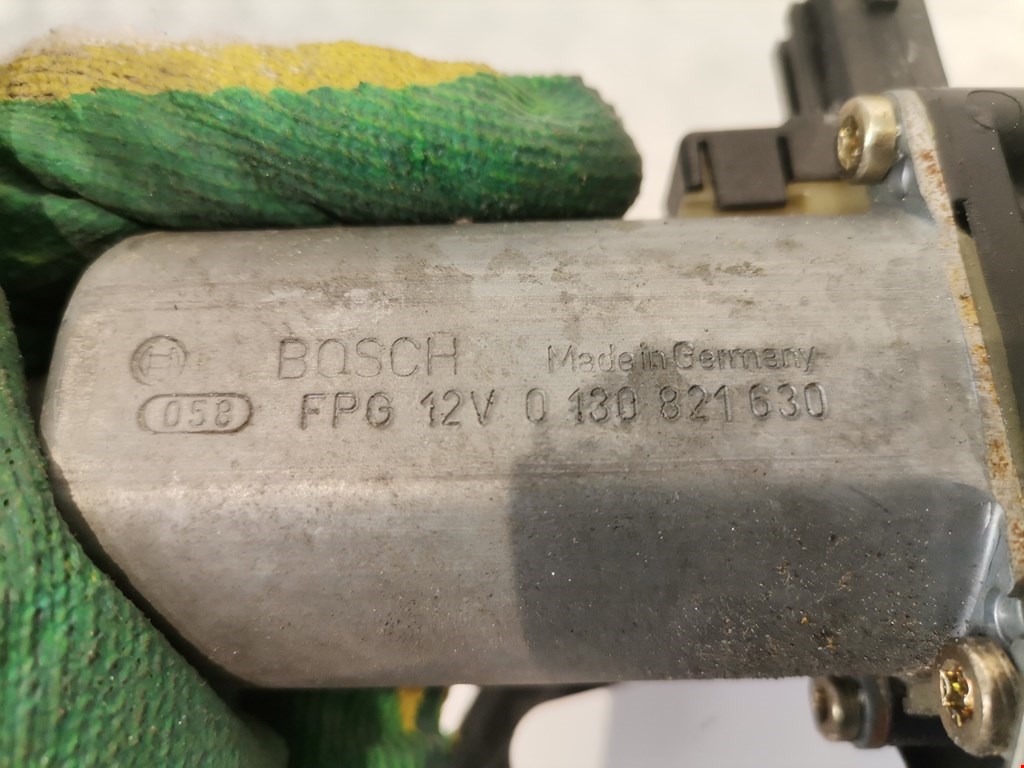 BOSCH Made in Germany
058 FPG 12V 0 130 821 630